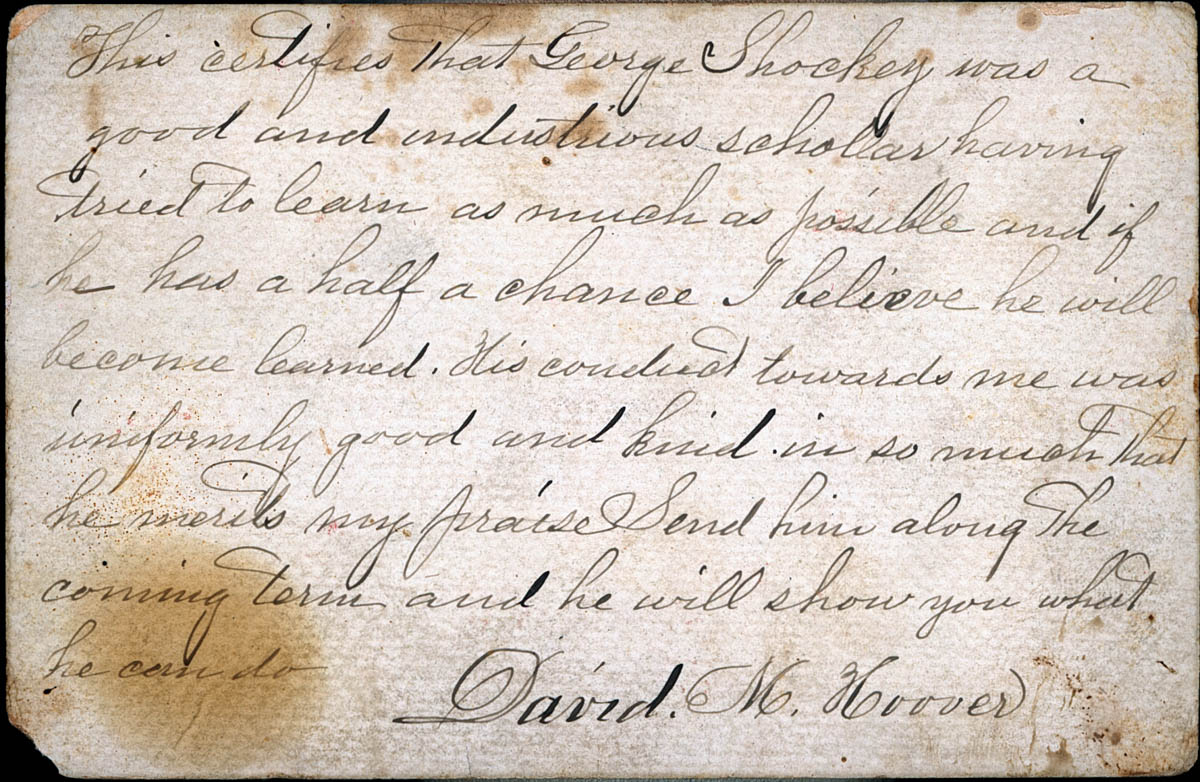 This certifies that George Shockey was a
good and industrious scholar having
tried to learn as much as possible and if
he has a half a chance I believe he will
become learned. His conduct towards me was
uniformly good and kind in so much that
he merits my praise Send him along the
coming term and he will show you what
he can do
David. M. Hoover